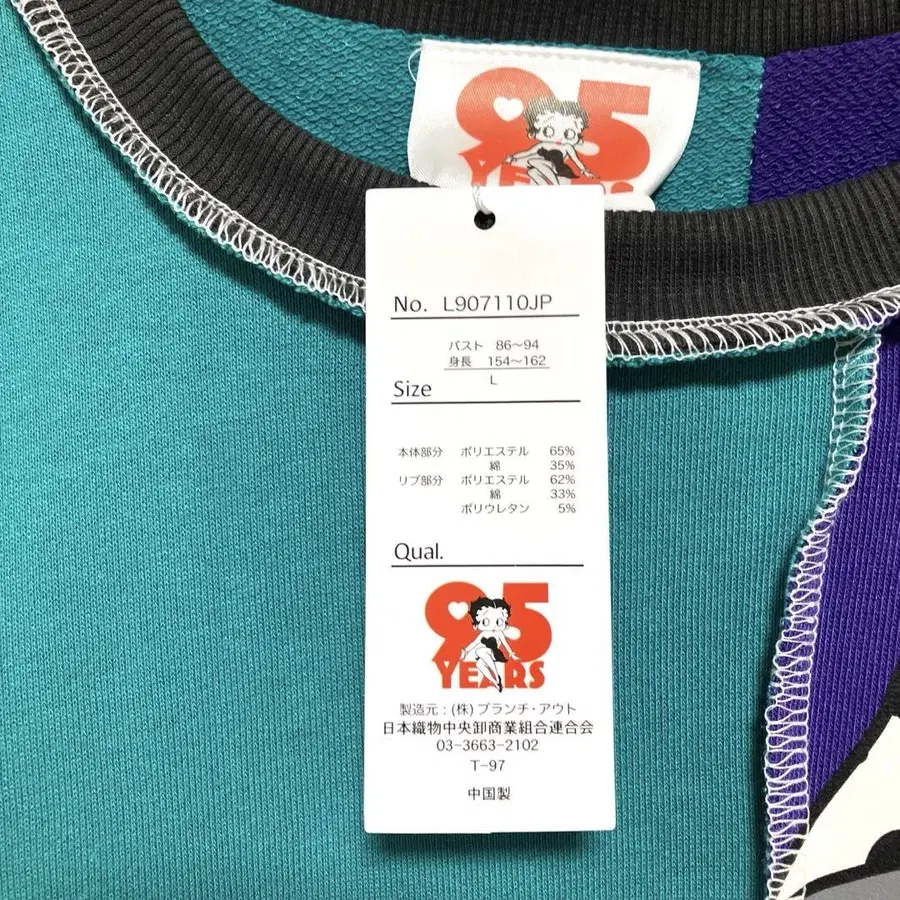 95
YEARS
No. L907110JP
バスト 86〜94
身長 154〜162
L
Size
本体部分 ポリエステル 65%
綿 35%
リブ部分 ポリエステル 62%
綿 33%
ポリウレタン 5%
Qual.
95
YEARS
製造元:(株)ブランチ・アウト
日本織物中央卸商業組合連合会
03-3663-2102
T-97
中国製